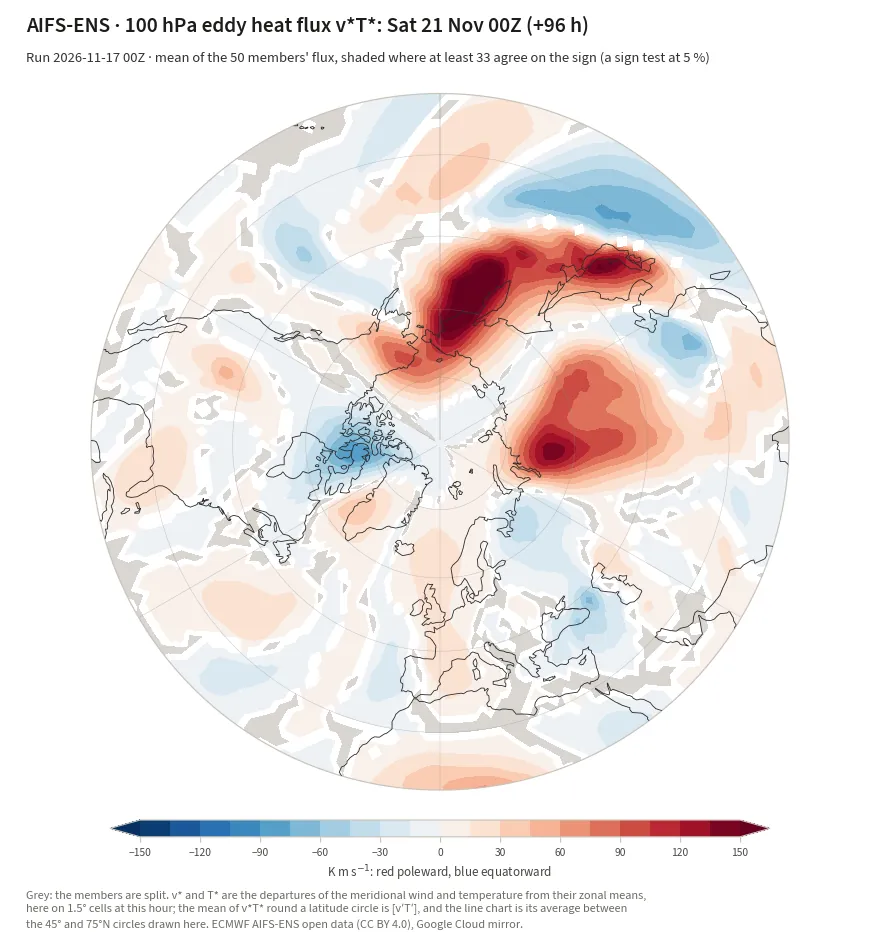 AIFS-ENS · 100 hPa eddy heat flux v*T*: Sat 21 Nov 00Z (+96 h)
Run 2026-11-17 00Z · mean of the 50 members' flux, shaded where at least 33 agree on the sign (a sign test at 5 %)
−150 −120 −90 −60 −30 0 30 60 90 120 150
K m s⁻¹: red poleward, blue equatorward
Grey: the members are split. v* and T* are the departures of the meridional wind and temperature from their zonal means,
here on 1.5° cells at this hour; the mean of v*T* round a latitude circle is [v'T'], and the line chart is its average between
the 45° and 75°N circles drawn here. ECMWF AIFS-ENS open data (CC BY 4.0), Google Cloud mirror.